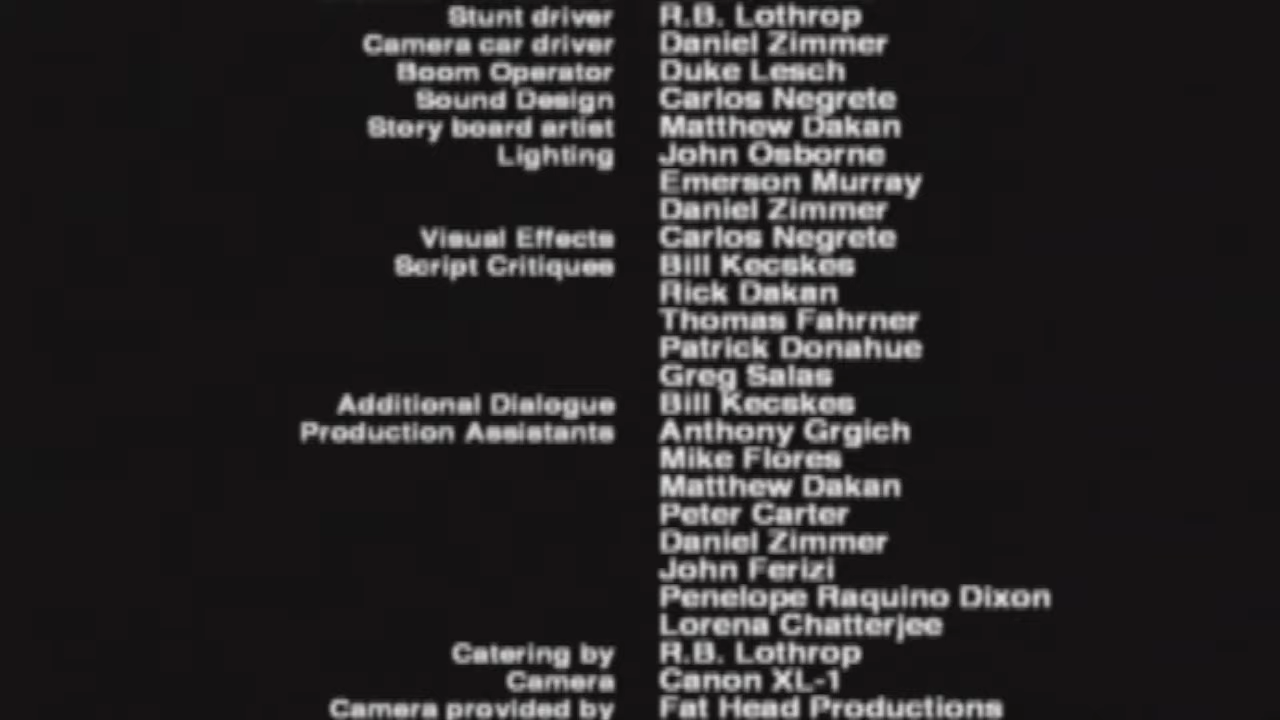 Stunt driver R.B. Lothrop
Camera car driver Daniel Zimmer
Boom Operator Duke Lesch
Sound Design Carlos Negrete
Story board artist Matthew Dakan
Lighting John Osborne
Emerson Murray
Daniel Zimmer
Visual Effects Carlos Negrete
Script Critiques Bill Kecskes
Rick Dakan
Thomas Fahrner
Patrick Donahue
Greg Salas
Additional Dialogue Bill Kecskes
Production Assistants Anthony Grgich
Mike Flores
Matthew Dakan
Peter Carter
Daniel Zimmer
John Ferizi
Penelope Raquino Dixon
Lorena Chatterjee
Catering by R.B. Lothrop
Camera Canon XL-1
Camera provided by Fat Head Productions